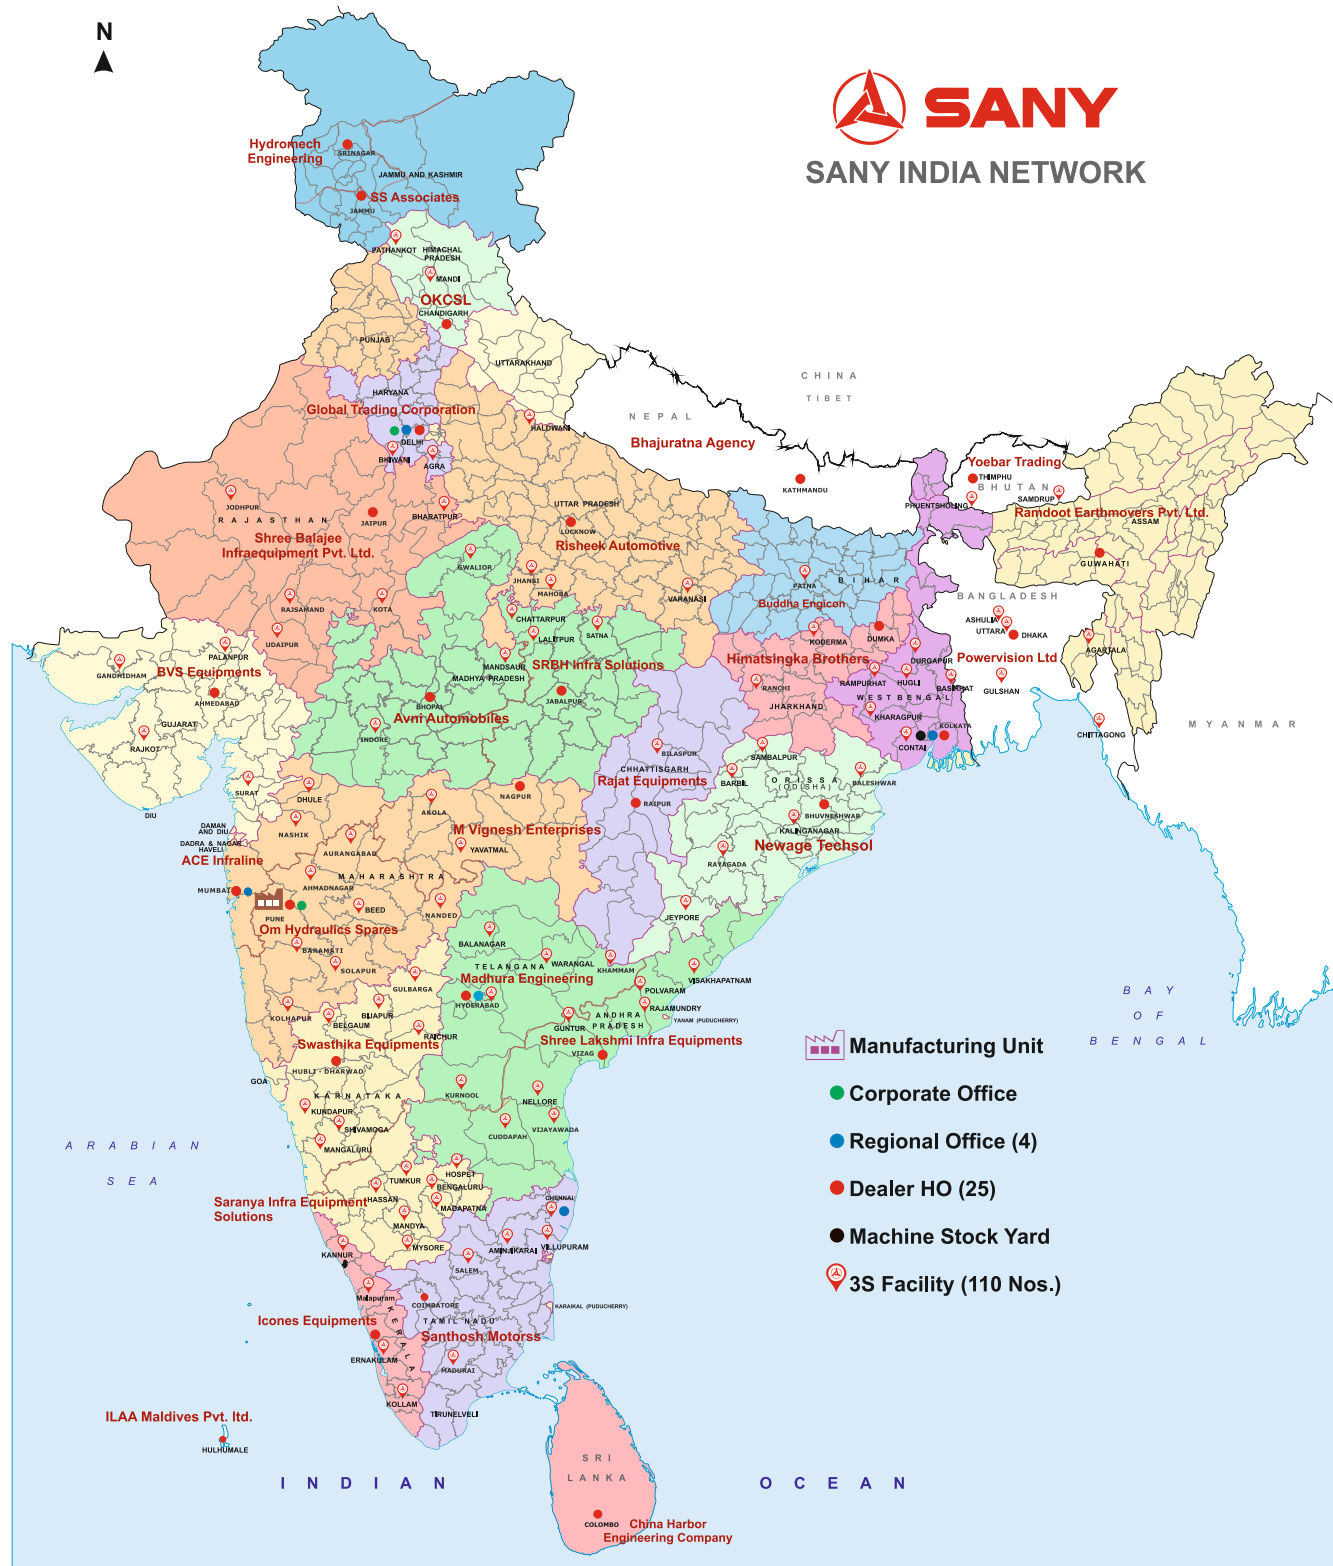 N
SANY
SANY INDIA NETWORK
Hydromech
Engineering
SRINAGAR
JAMMU AND KASHMIR
SS Associates
JAMMU
PATHANKOT
HIMACHAL
PRADESH
MANDI
OKCSL
CHANDIGARH
PUNJAB
UTTARAKHAND
CHINA
TIBET
HARYANA
Global Trading Corporation
NEPAL
HALDWANI
DELHI
Bhajuratna Agency
BHIWANI
AGRA
Yoebar Trading
THIMPHU
BHUTAN
KATHMANDU
SAMDRUP
JODHPUR
PHUENTSHOLING
BHARATPUR
UTTAR PRADESH
Ramdoot Earthmovers Pvt. Ltd.
RAJASTHAN
JAIPUR
ASSAM
LUCKNOW
Shree Balajee
Infraequipment Pvt. Ltd.
Risheek Automotive
GUWAHATI
GWALIOR
JHANSI
MAHOBA
PATNA
BIHAR
VARANASI
BANGLADESH
Buddha Engicon
RAJSAMAND
KOTA
CHATTARPUR
ASHULIA
UTTARA
DHAKA
LALITPUR
SATNA
KODERMA
DUMKA
UDAIPUR
AGARTALA
PALANPUR
MANDSAUR
SRBH Infra Solutions
Himatsingka Brothers
DURGAPUR
Powervision Ltd
BVS Equipments
GANDHIDHAM
MADHYA PRADESH
RAMPURHAT
HUGLI
BASIRHAT
GULSHAN
RANCHI
AHMEDABAD
BHOPAL
JABALPUR
WEST BENGAL
JHARKHAND
Avni Automobiles
KHARAGPUR
GUJARAT
MYANMAR
KOLKATA
CHITTAGONG
INDORE
CONTAI
RAJKOT
BILASPUR
SAMBALPUR
CHHATTISGARH
Rajat Equipments
BARBIL
ORISSA
(ODISHA)
BALESHWAR
SURAT
DHULE
NAGPUR
RAIPUR
AKOLA
DIU
BHUVNESHWAR
DAMAN
AND DIU
NASHIK
M Vignesh Enterprises
KALINGANAGAR
DADRA & NAGAR
HAVELI
AURANGABAD
YAVATMAL
Newage Techsol
ACE Infraline
RAYAGADA
MAHARASHTRA
AHMADNAGAR
MUMBAI
BEED
NANDED
JEYPORE
PUNE
Om Hydraulics Spares
BALANAGAR
BARAMATI
SOLAPUR
TELANGANA
WARANGAL
KHAMMAM
GULBARGA
Madhura Engineering
VISAKHAPATNAM
POLVARAM
BAY
OF
BENGAL
HYDERABAD
RAJAMUNDRY
KOLHAPUR
BIJAPUR
BELGAUM
GUNTUR
ANDHRA
PRADESH
YANAM (PUDUCHERRY)
RAICHUR
Swasthika Equipments
Shree Lakshmi Infra Equipments
VIZAG
HUBLI - DHARWAD
GOA
KARNATAKA
KURNOOL
NELLORE
KUNDAPUR
SHIVAMOGA
VIJAYAWADA
CUDDAPAH
MANGALURU
ARABIAN
SEA
HOSPET
TUMKUR
BENGALURU
Saranya Infra Equipment
Solutions
HASSAN
MADAPATNA
CHENNAI
MANDYA
MYSORE
AMINJIKARAI
VILLUPURAM
KANNUR
SALEM
Malapuram
COIMBATORE
KARAIKAL (PUDUCHERRY)
KERALA
TAMIL NADU
Icones Equipments
Santhosh Motorss
ERNAKULAM
MADURAI
KOLLAM
TIRUNELVELI
ILAA Maldives Pvt. ltd.
HULHUMALE
SRI
LANKA
INDIAN OCEAN
COLOMBO
China Harbor
Engineering Company
Manufacturing Unit
Corporate Office
Regional Office (4)
Dealer HO (25)
Machine Stock Yard
3S Facility (110 Nos.)